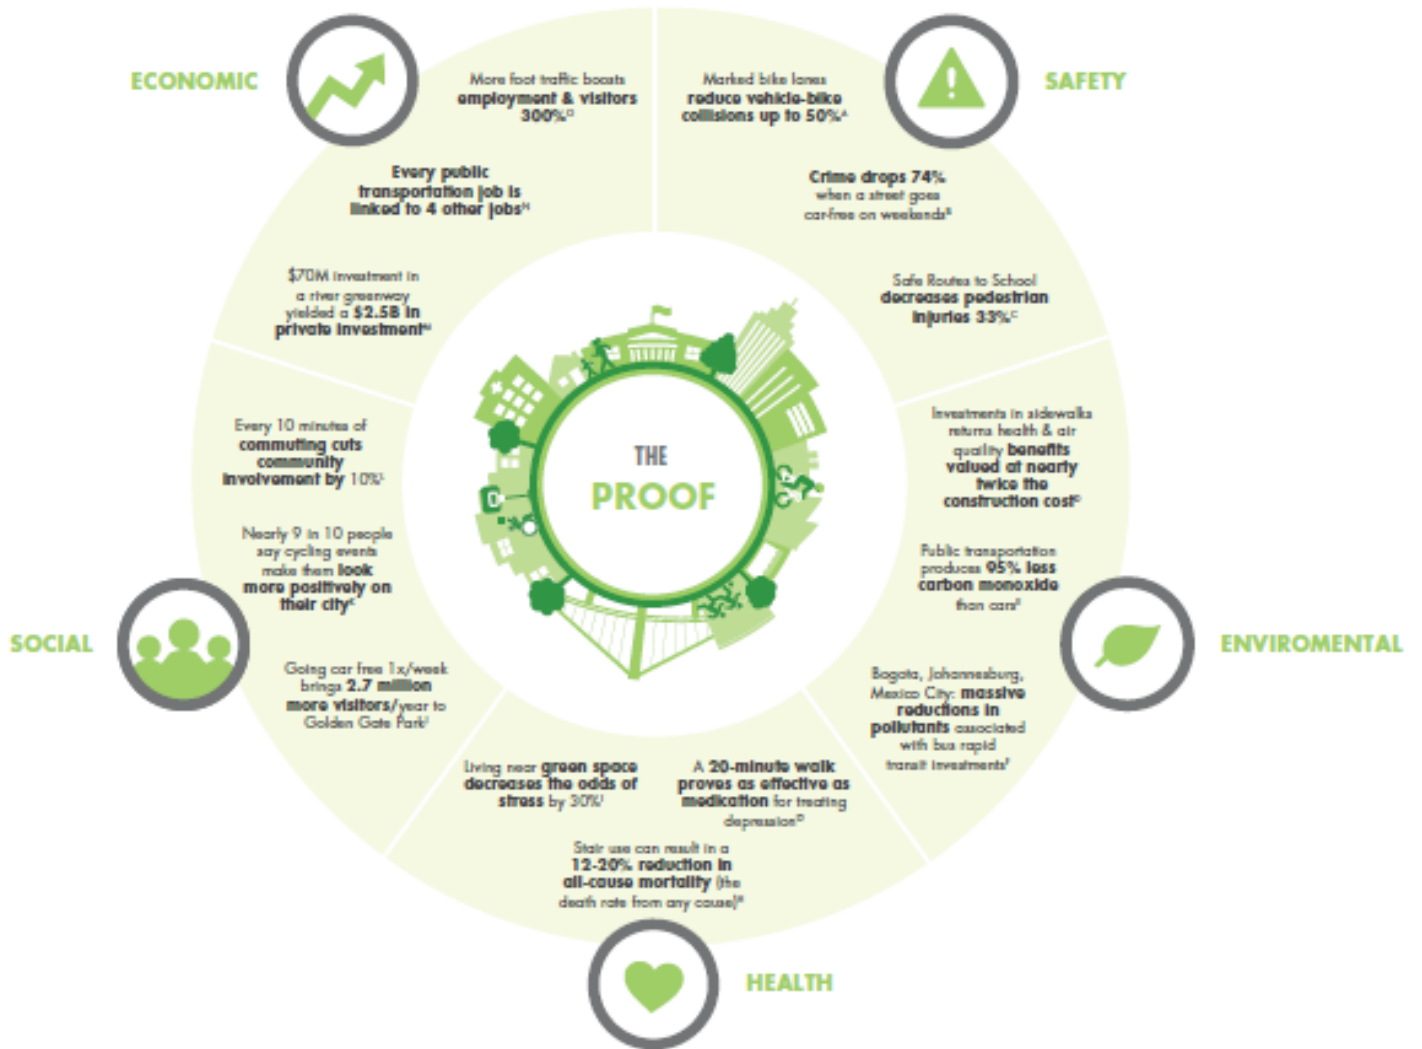 ECONOMIC
More foot traffic boosts
employment & visitors
300%
Every public
transportation job is
linked to 4 other jobs
$70M investment in
a river greenway
yielded a $2.5B in
private investment
SAFETY
Marked bike lanes
reduce vehicle-bike
collisions up to 50%
Crime drops 74%
when a street goes
car-free on weekends
Safe Routes to School
decreases pedestrian
injuries 33%
THE
PROOF
Investments in sidewalks
returns health & air
quality benefits
valued at nearly
twice the
construction cost
Public transportation
produces 95% less
carbon monoxide
than cars
ENVIROMENTAL
Bogota, Johannesburg,
Mexico City: massive
reductions in
pollutants associated
with bus rapid
transit investments
Every 10 minutes of
commuting cuts
community
involvement by 10%
Nearly 9 in 10 people
say cycling events
make them look
more positively on
their city
SOCIAL
Going car free 1x/week
brings 2.7 million
more visitors/year to
Golden Gate Park
Living near green space
decreases the odds of
stress by 30%
A 20-minute walk
proves as effective as
medication for treating
depression
Stair use can result in a
12-20% reduction in
all-cause mortality (the
death rate from any cause)
HEALTH